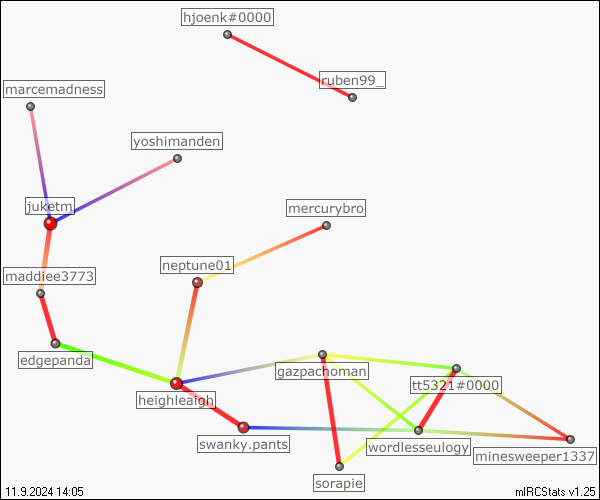 hjoenk#0000
ruben99_
marcemadness
yoshimanden
juketm
mercurybro
neptune01
maddiee3773
edgepanda
gazpachoman
tt5321#0000
heighleaigh
swanky.pants
wordlesseulogy
minesweeper1337
sorapie
11.9.2024 14:05
mIRCStats v1.25